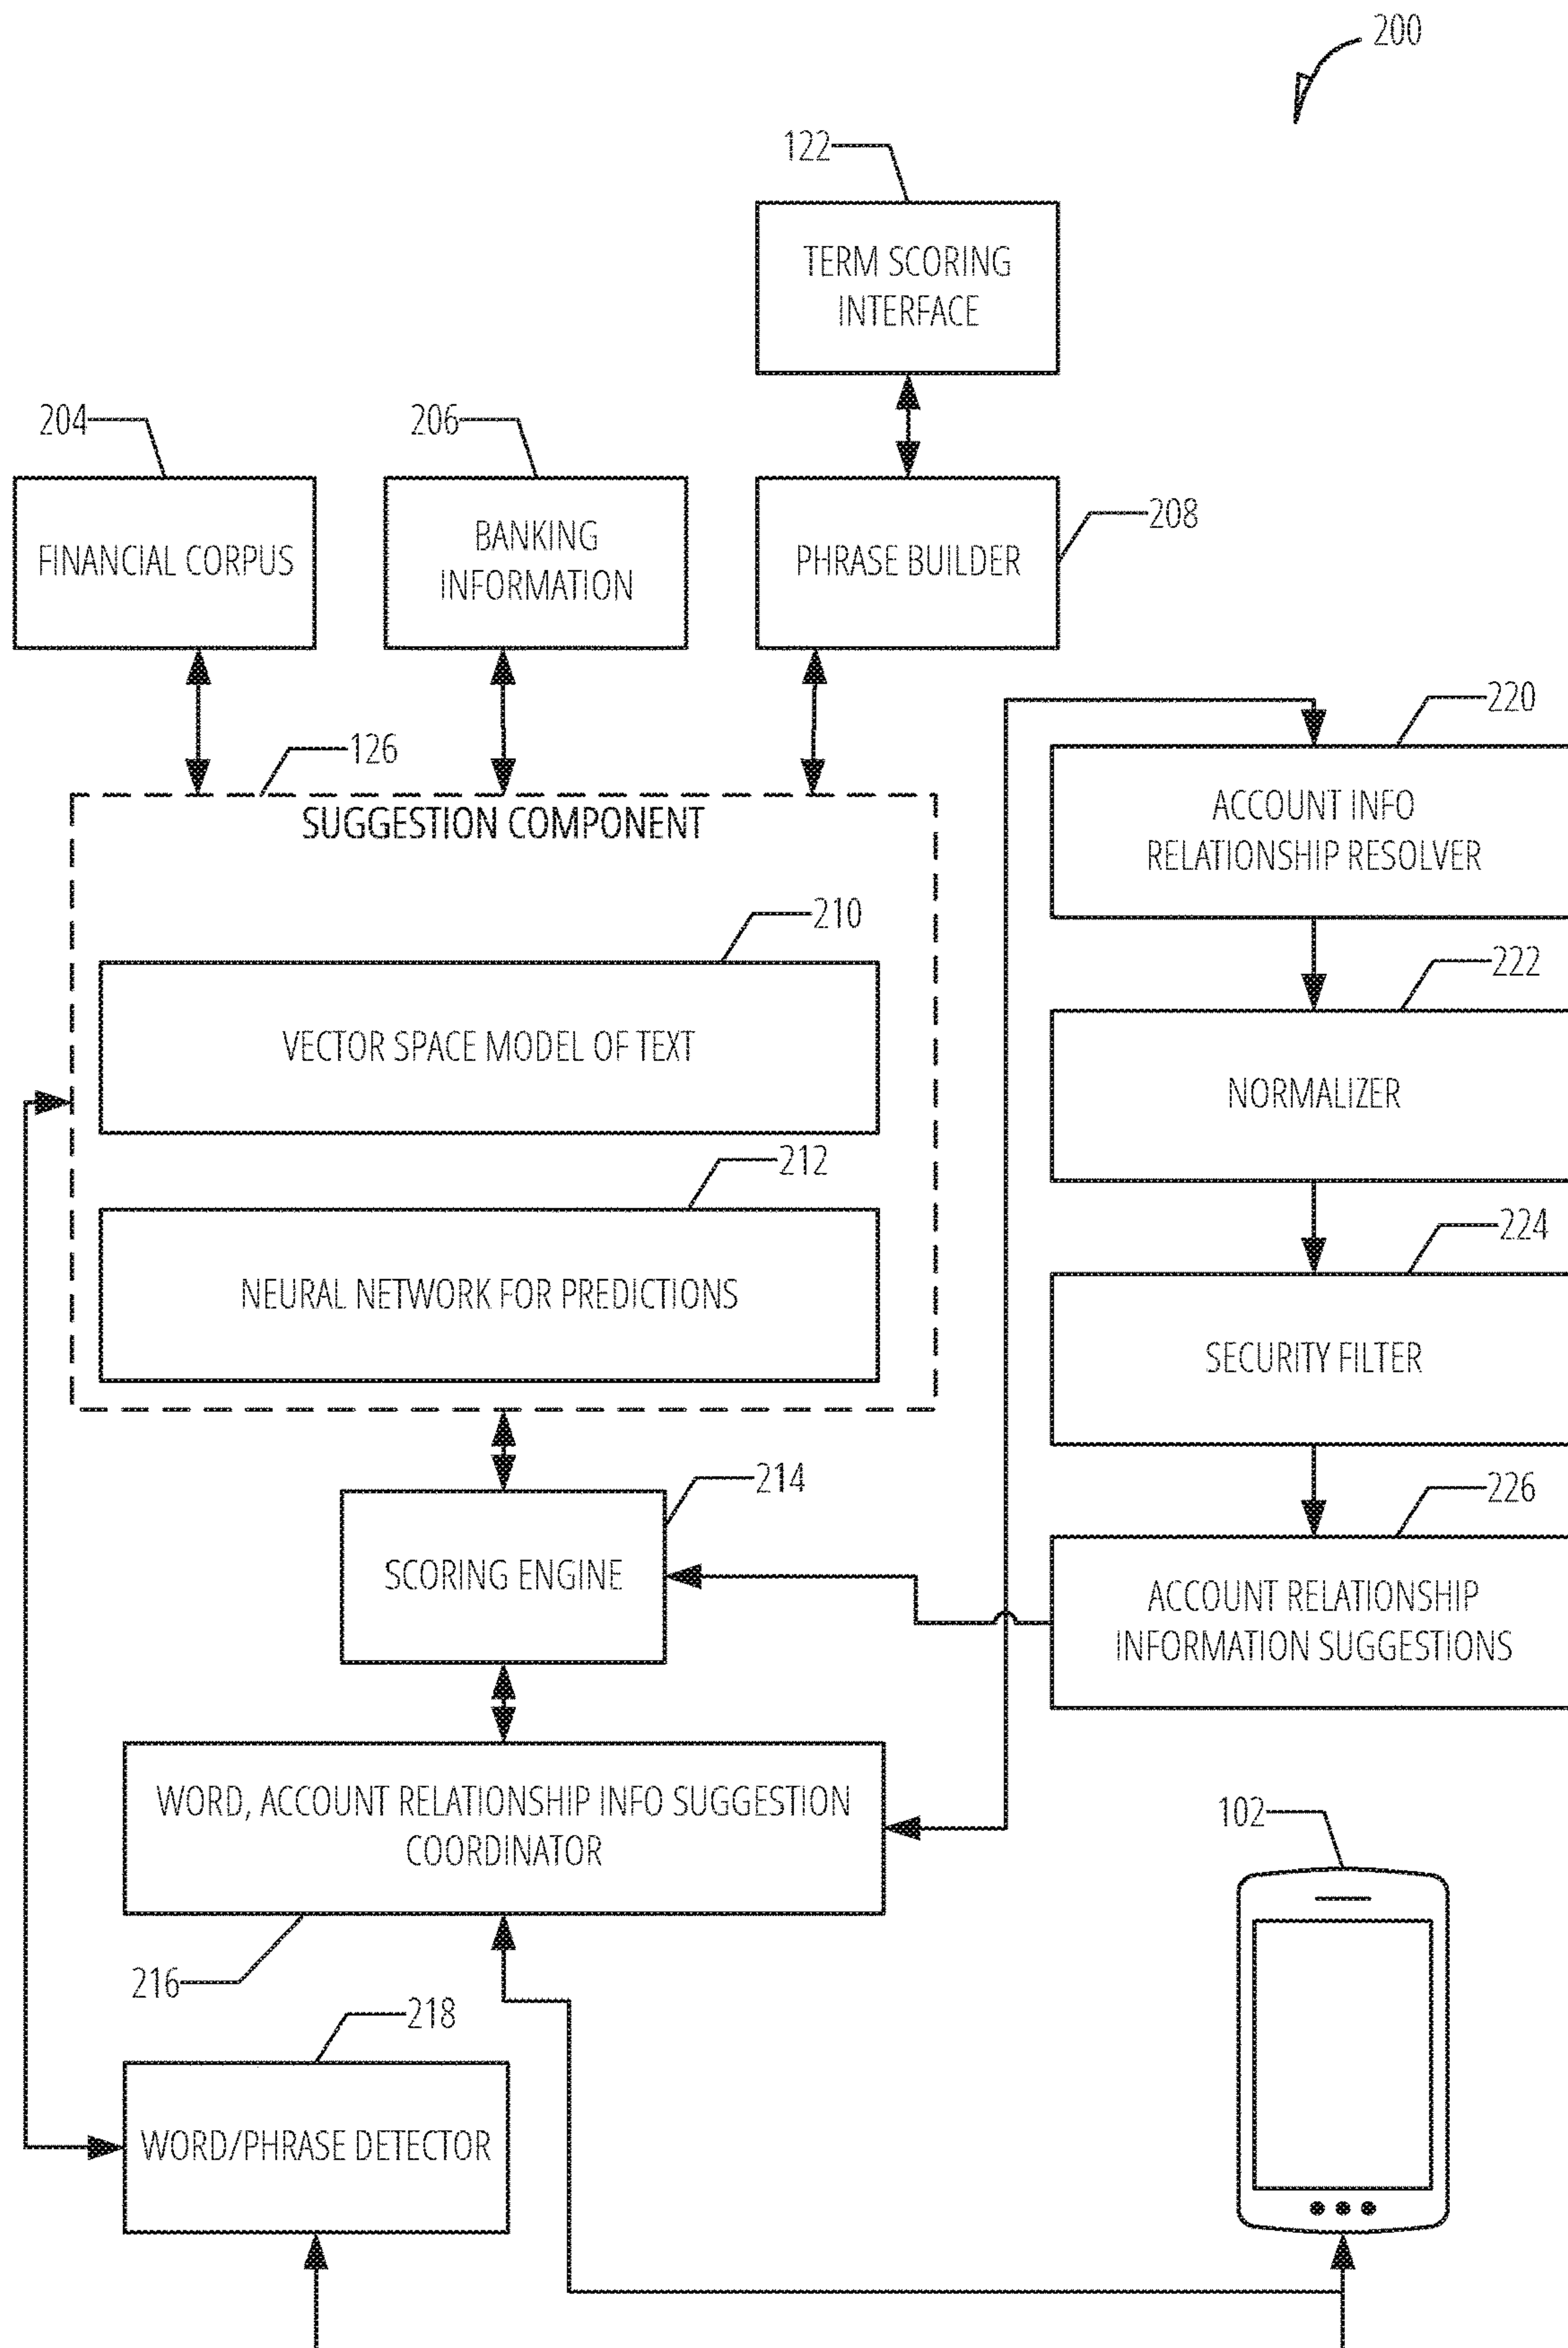 200
122
TERM SCORING
INTERFACE
204
206
FINANCIAL CORPUS
BANKING
INFORMATION
PHRASE BUILDER
208
220
126
SUGGESTION COMPONENT
ACCOUNT INFO
RELATIONSHIP RESOLVER
210
222
VECTOR SPACE MODEL OF TEXT
NORMALIZER
212
224
NEURAL NETWORK FOR PREDICTIONS
SECURITY FILTER
214
226
SCORING ENGINE
ACCOUNT RELATIONSHIP
INFORMATION SUGGESTIONS
WORD, ACCOUNT RELATIONSHIP INFO SUGGESTION
COORDINATOR
102
216
218
WORD/PHRASE DETECTOR